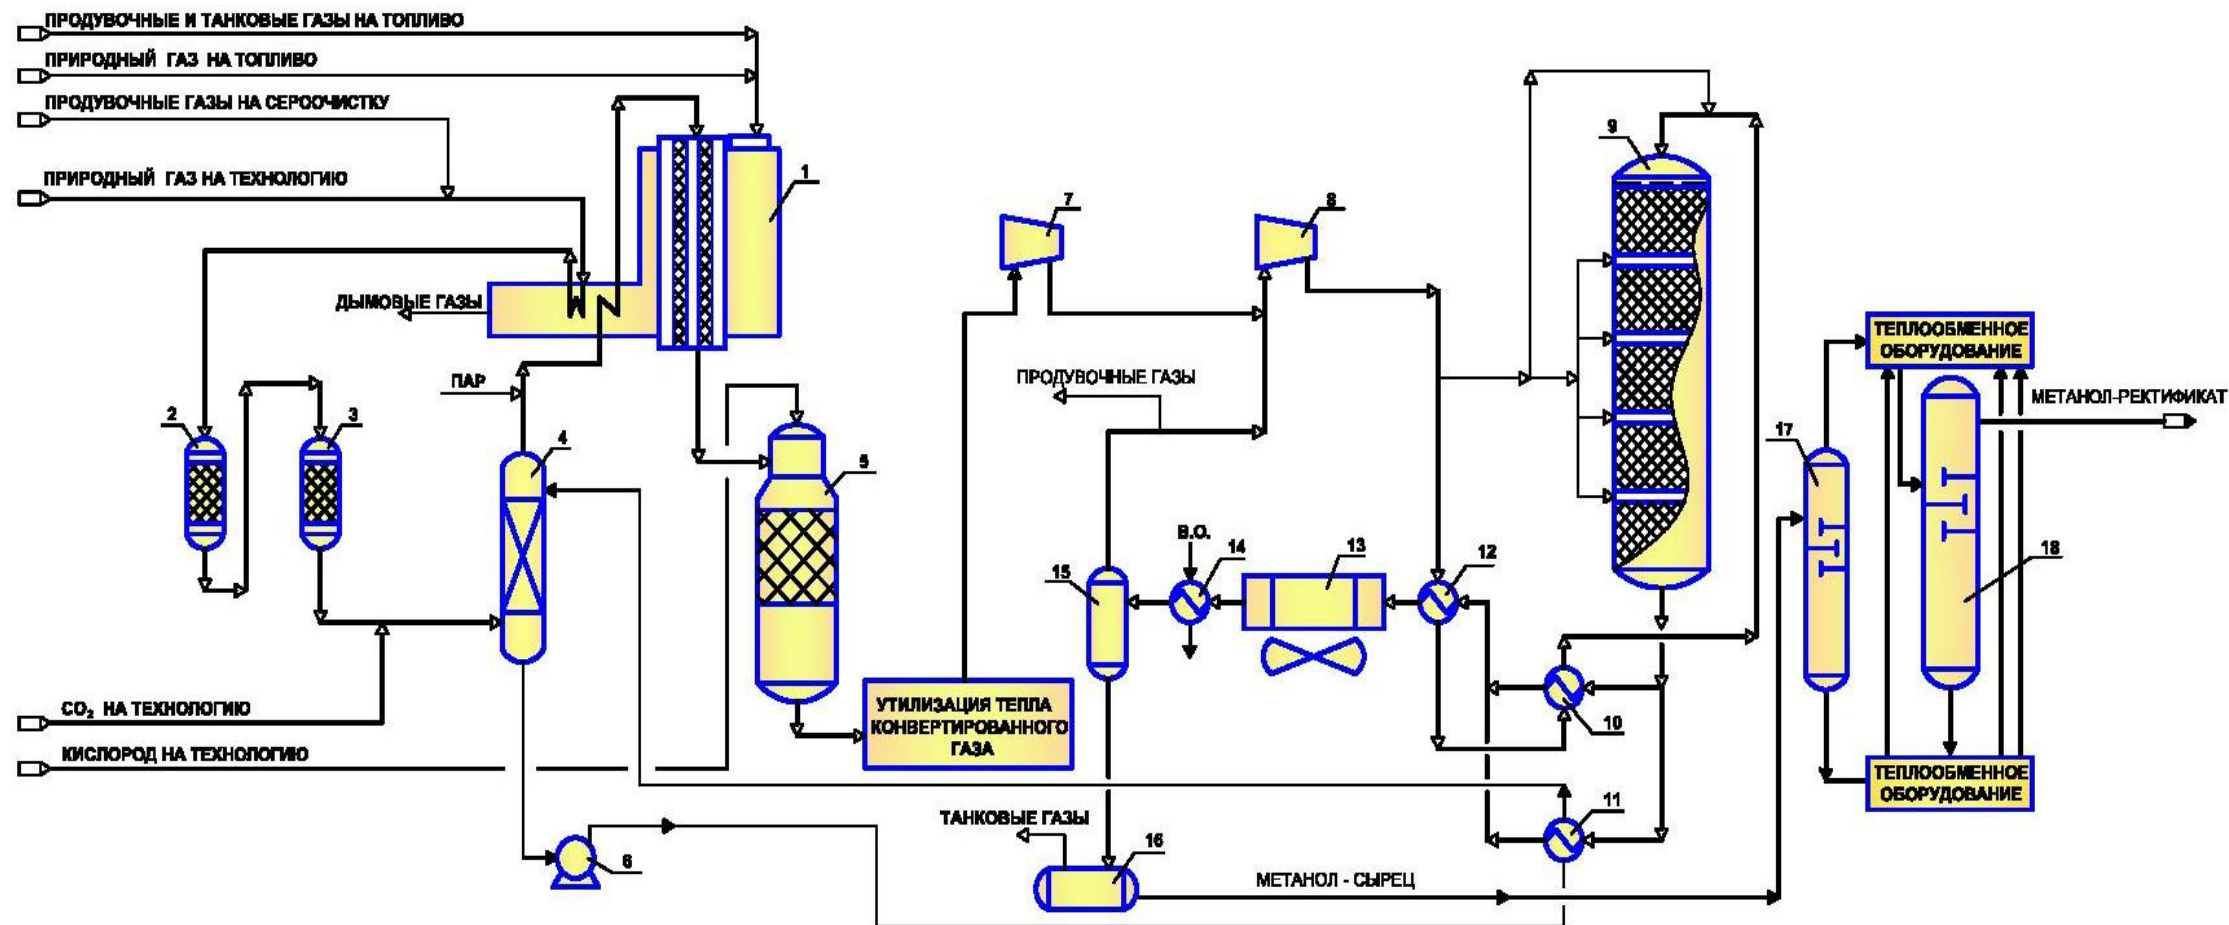 ПРОДУВОЧНЫЕ И ТАНКОВЫЕ ГАЗЫ НА ТОПЛИВО
ПРИРОДНЫЙ ГАЗ НА ТОПЛИВО
ПРОДУВОЧНЫЕ ГАЗЫ НА СЕРООЧИСТКУ
ПРИРОДНЫЙ ГАЗ НА ТЕХНОЛОГИЮ
1
ДЫМОВЫЕ ГАЗЫ
ПАР
2
3
4
5
CO₂ НА ТЕХНОЛОГИЮ
КИСЛОРОД НА ТЕХНОЛОГИЮ
6
УТИЛИЗАЦИЯ ТЕПЛА
КОНВЕРТИРОВАННОГО
ГАЗА
7
8
ПРОДУВОЧНЫЕ ГАЗЫ
9
В.О.
15
14
13
12
10
11
ТАНКОВЫЕ ГАЗЫ
16
МЕТАНОЛ - СЫРЕЦ
17
ТЕПЛООБМЕННОЕ
ОБОРУДОВАНИЕ
МЕТАНОЛ-РЕКТИФИКАТ
18
ТЕПЛООБМЕННОЕ
ОБОРУДОВАНИЕ